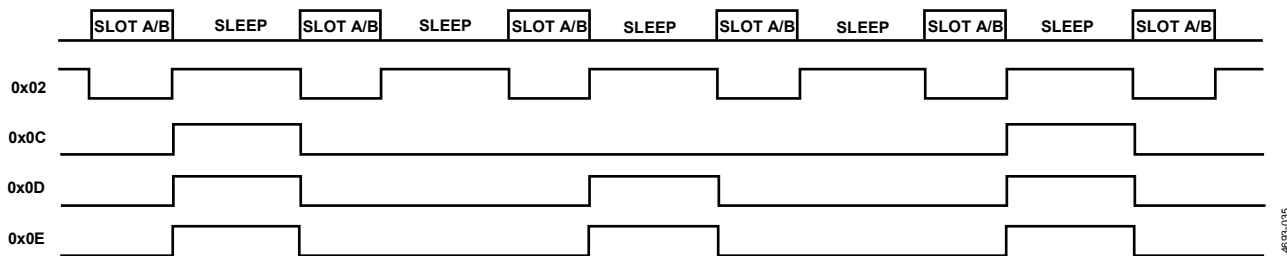 SLOT A/B SLEEP SLOT A/B SLEEP SLOT A/B SLEEP SLOT A/B SLEEP SLOT A/B SLEEP SLOT A/B
0x02
0x0C
0x0D
0x0E